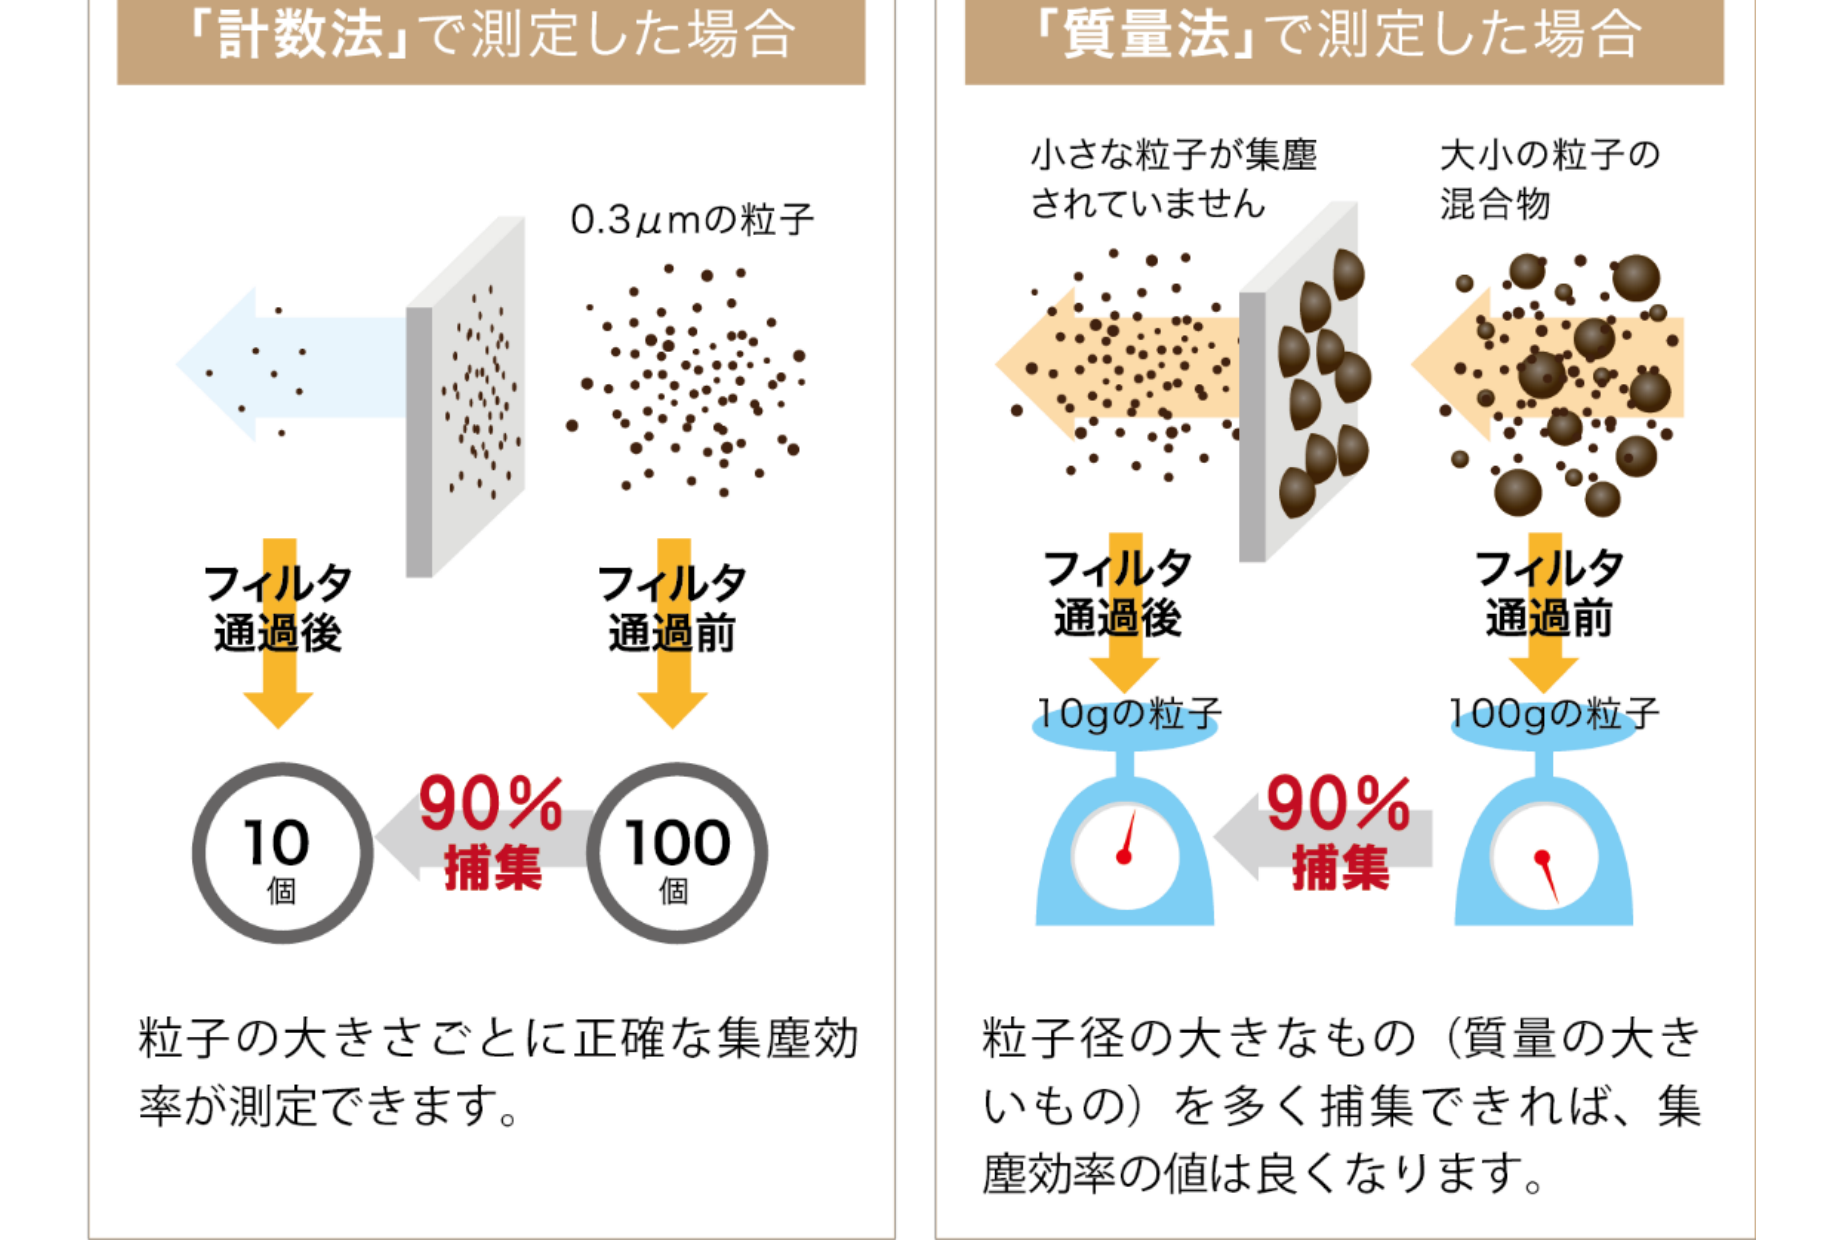 「計数法」で測定した場合
0.3μmの粒子
フィルタ
通過後
フィルタ
通過前
10
個
90%
捕集
100
個
粒子の大きさごとに正確な集塵効
率が測定できます。
「質量法」で測定した場合
小さな粒子が集塵
されていません
大小の粒子の
混合物
フィルタ
通過後
フィルタ
通過前
10gの粒子
100gの粒子
90%
捕集
粒子径の大きなもの（質量の大き
いもの）を多く捕集できれば、集
塵効率の値は良くなります。